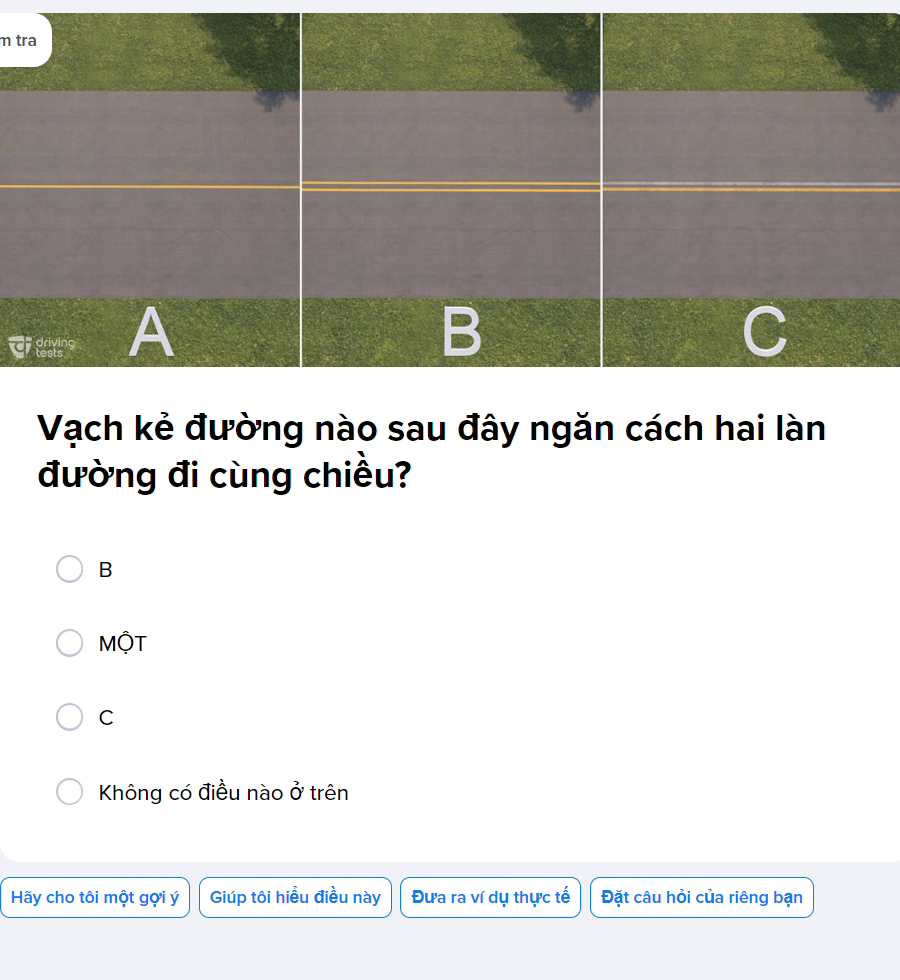 m tra
A B C
driving
tests
Vạch kẻ đường nào sau đây ngăn cách hai làn
đường đi cùng chiều?
B
MỘT
C
Không có điều nào ở trên
Hãy cho tôi một gợi ý Giúp tôi hiểu điều này Đưa ra ví dụ thực tế Đặt câu hỏi của riêng bạn